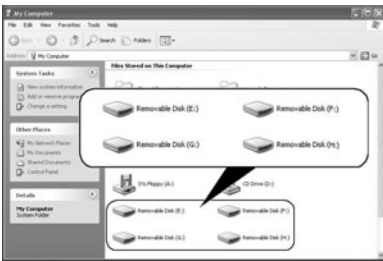 My Computer
File Edit View Favorites Tools Help
Search Folders
Address My Computer Go
System Tasks
View system information
Add or remove programs
Change a setting
Other Places
My Network Places
My Documents
Shared Documents
Control Panel
Details
My Computer
System Folder
Files Stored on This Computer
Removable Disk (E:) Removable Disk (F:)
Removable Disk (G:) Removable Disk (H:)
3½ Floppy (A:) CD Drive (D:)
Removable Disk (E:) Removable Disk (F:)
Removable Disk (G:) Removable Disk (H:)